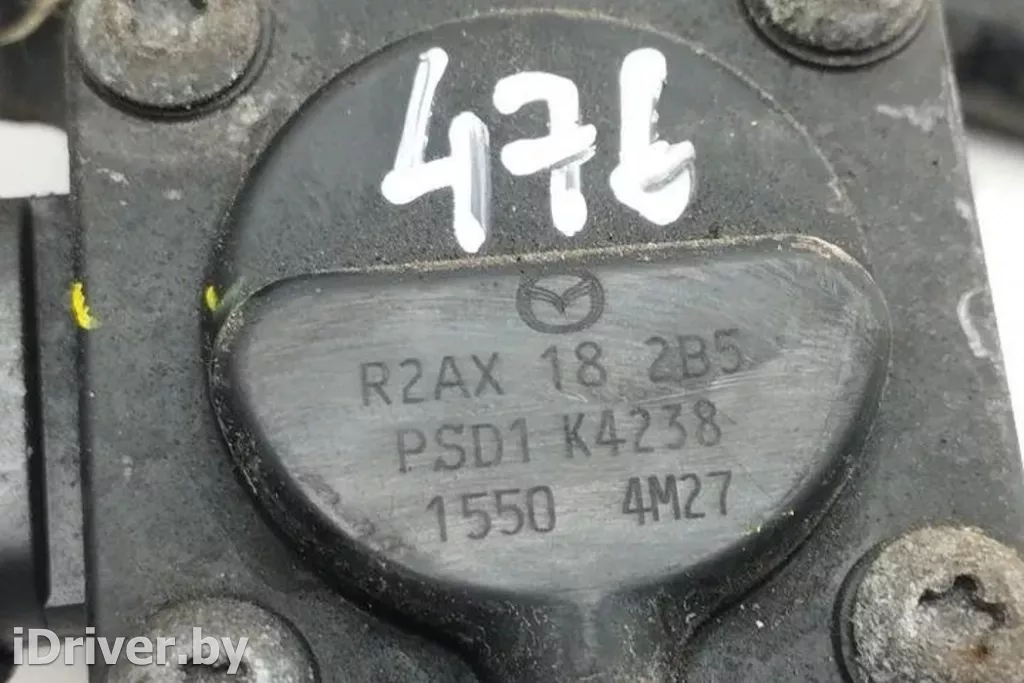 476
R2AX 18 2B5
PSD1 K4238
1550 4M27
iDriver.by